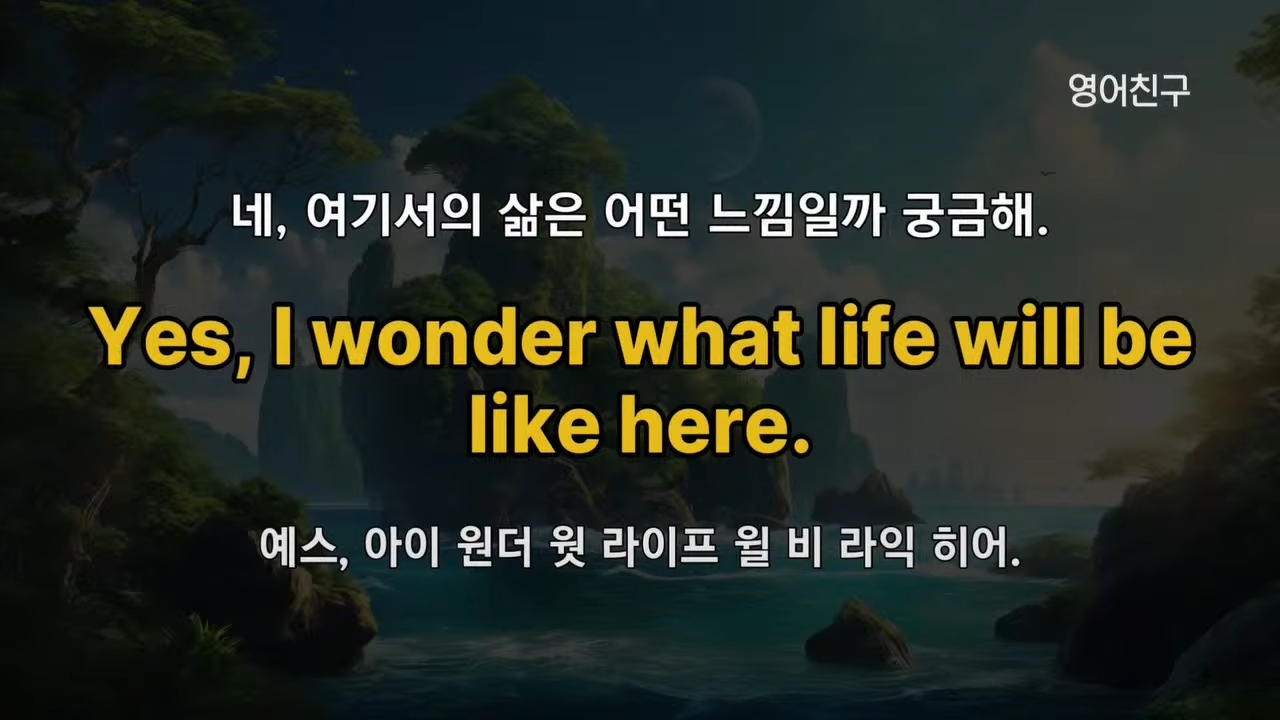 영어친구
네, 여기서의 삶은 어떤 느낌일까 궁금해.
Yes, I wonder what life will be
like here.
예스, 아이 원더 웟 라이프 윌 비 라익 히어.